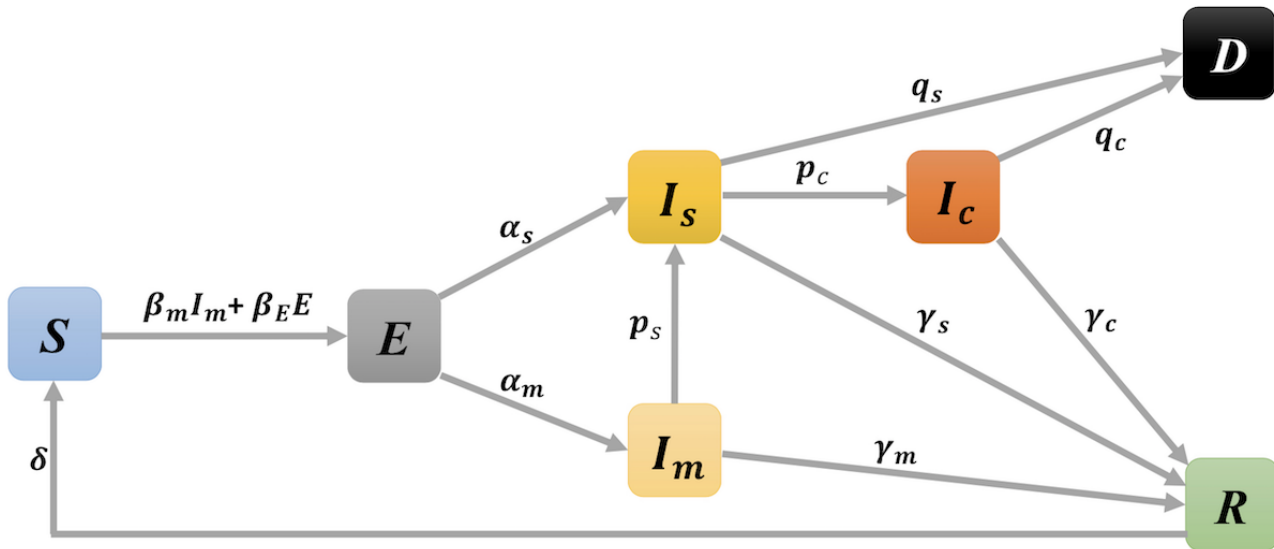 D
q_s
q_c
p_c
I_s
I_c
α_s
β_m I_m + β_E E
γ_s
γ_c
p_s
S
E
α_m
δ
I_m
γ_m
R